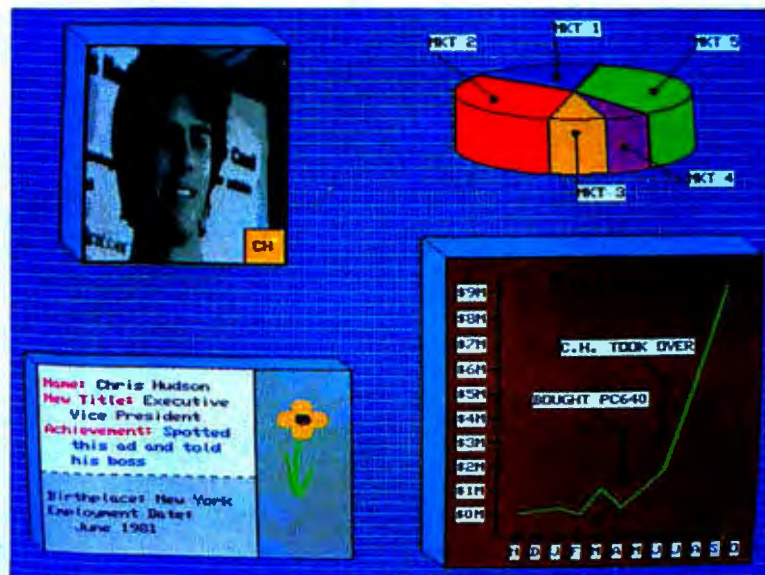 MKT 2
MKT 1
MKT 5
MKT 4
MKT 3
CH
Name: Chris Hudson
New Title: Executive
Vice President
Achievement: Spotted
this ad and told
his boss
Birthplace: New York
Employment Date:
June 1981
$9M
$8M
$7M
$6M
$5M
$4M
$3M
$2M
$1M
$0M
C.H. TOOK OVER
BOUGHT PC640
N D J F M A M J J A S O